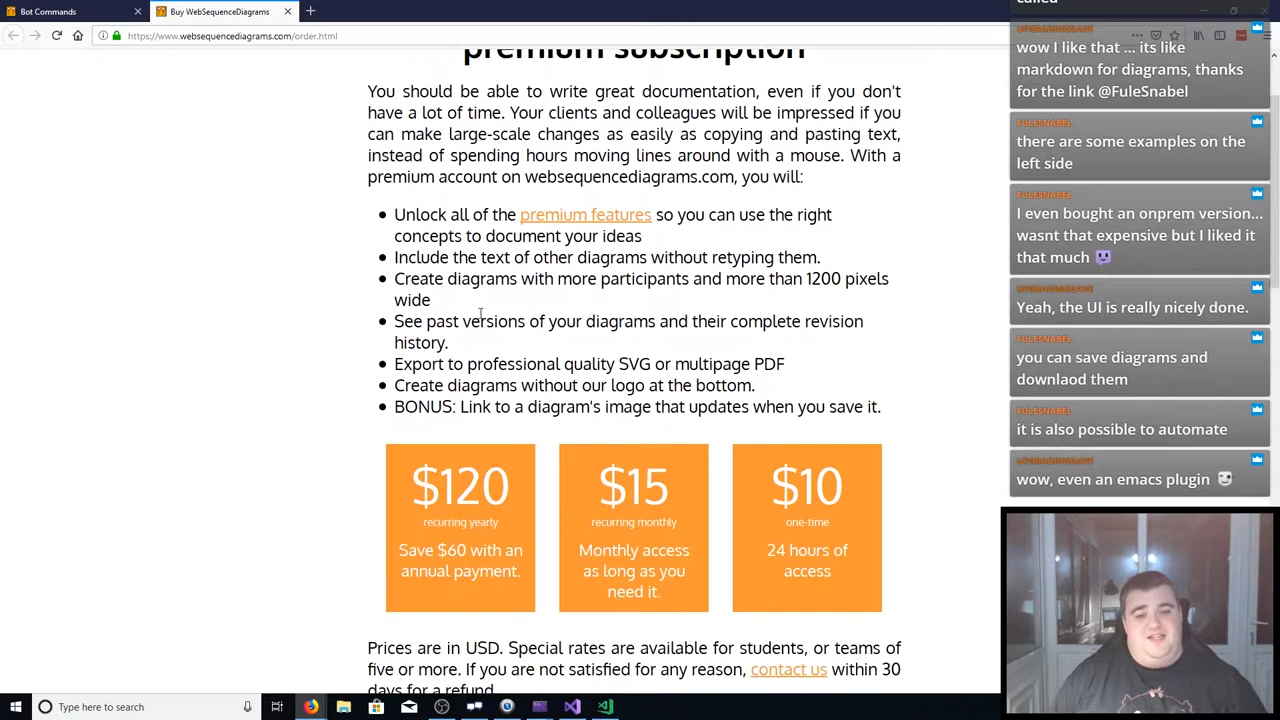 Bot Commands
Buy WebSequenceDiagrams
https://www.websequencediagrams.com/order.html
premium subscription
You should be able to write great documentation, even if you don't
have a lot of time. Your clients and colleagues will be impressed if you
can make large-scale changes as easily as copying and pasting text,
instead of spending hours moving lines around with a mouse. With a
premium account on websequencediagrams.com, you will:
Unlock all of the premium features so you can use the right
concepts to document your ideas
Include the text of other diagrams without retyping them.
Create diagrams with more participants and more than 1200 pixels
wide
See past versions of your diagrams and their complete revision
history.
Export to professional quality SVG or multipage PDF
Create diagrams without our logo at the bottom.
BONUS: Link to a diagram's image that updates when you save it.
$120
recurring yearly
Save $60 with an
annual payment.
$15
recurring monthly
Monthly access
as long as you
need it.
$10
one-time
24 hours of
access
Prices are in USD. Special rates are available for students, or teams of
five or more. If you are not satisfied for any reason, contact us within 30
days for a refund
called
wow I like that ... its like
markdown for diagrams, thanks
for the link @FuleSnabel
FULESNABEL
there are some examples on the
left side
FULESNABEL
I even bought an onprem version...
wasnt that expensive but I liked it
that much
Yeah, the UI is really nicely done.
FULESNABEL
you can save diagrams and
downlaod them
FULESNABEL
it is also possible to automate
wow, even an emacs plugin
Type here to search